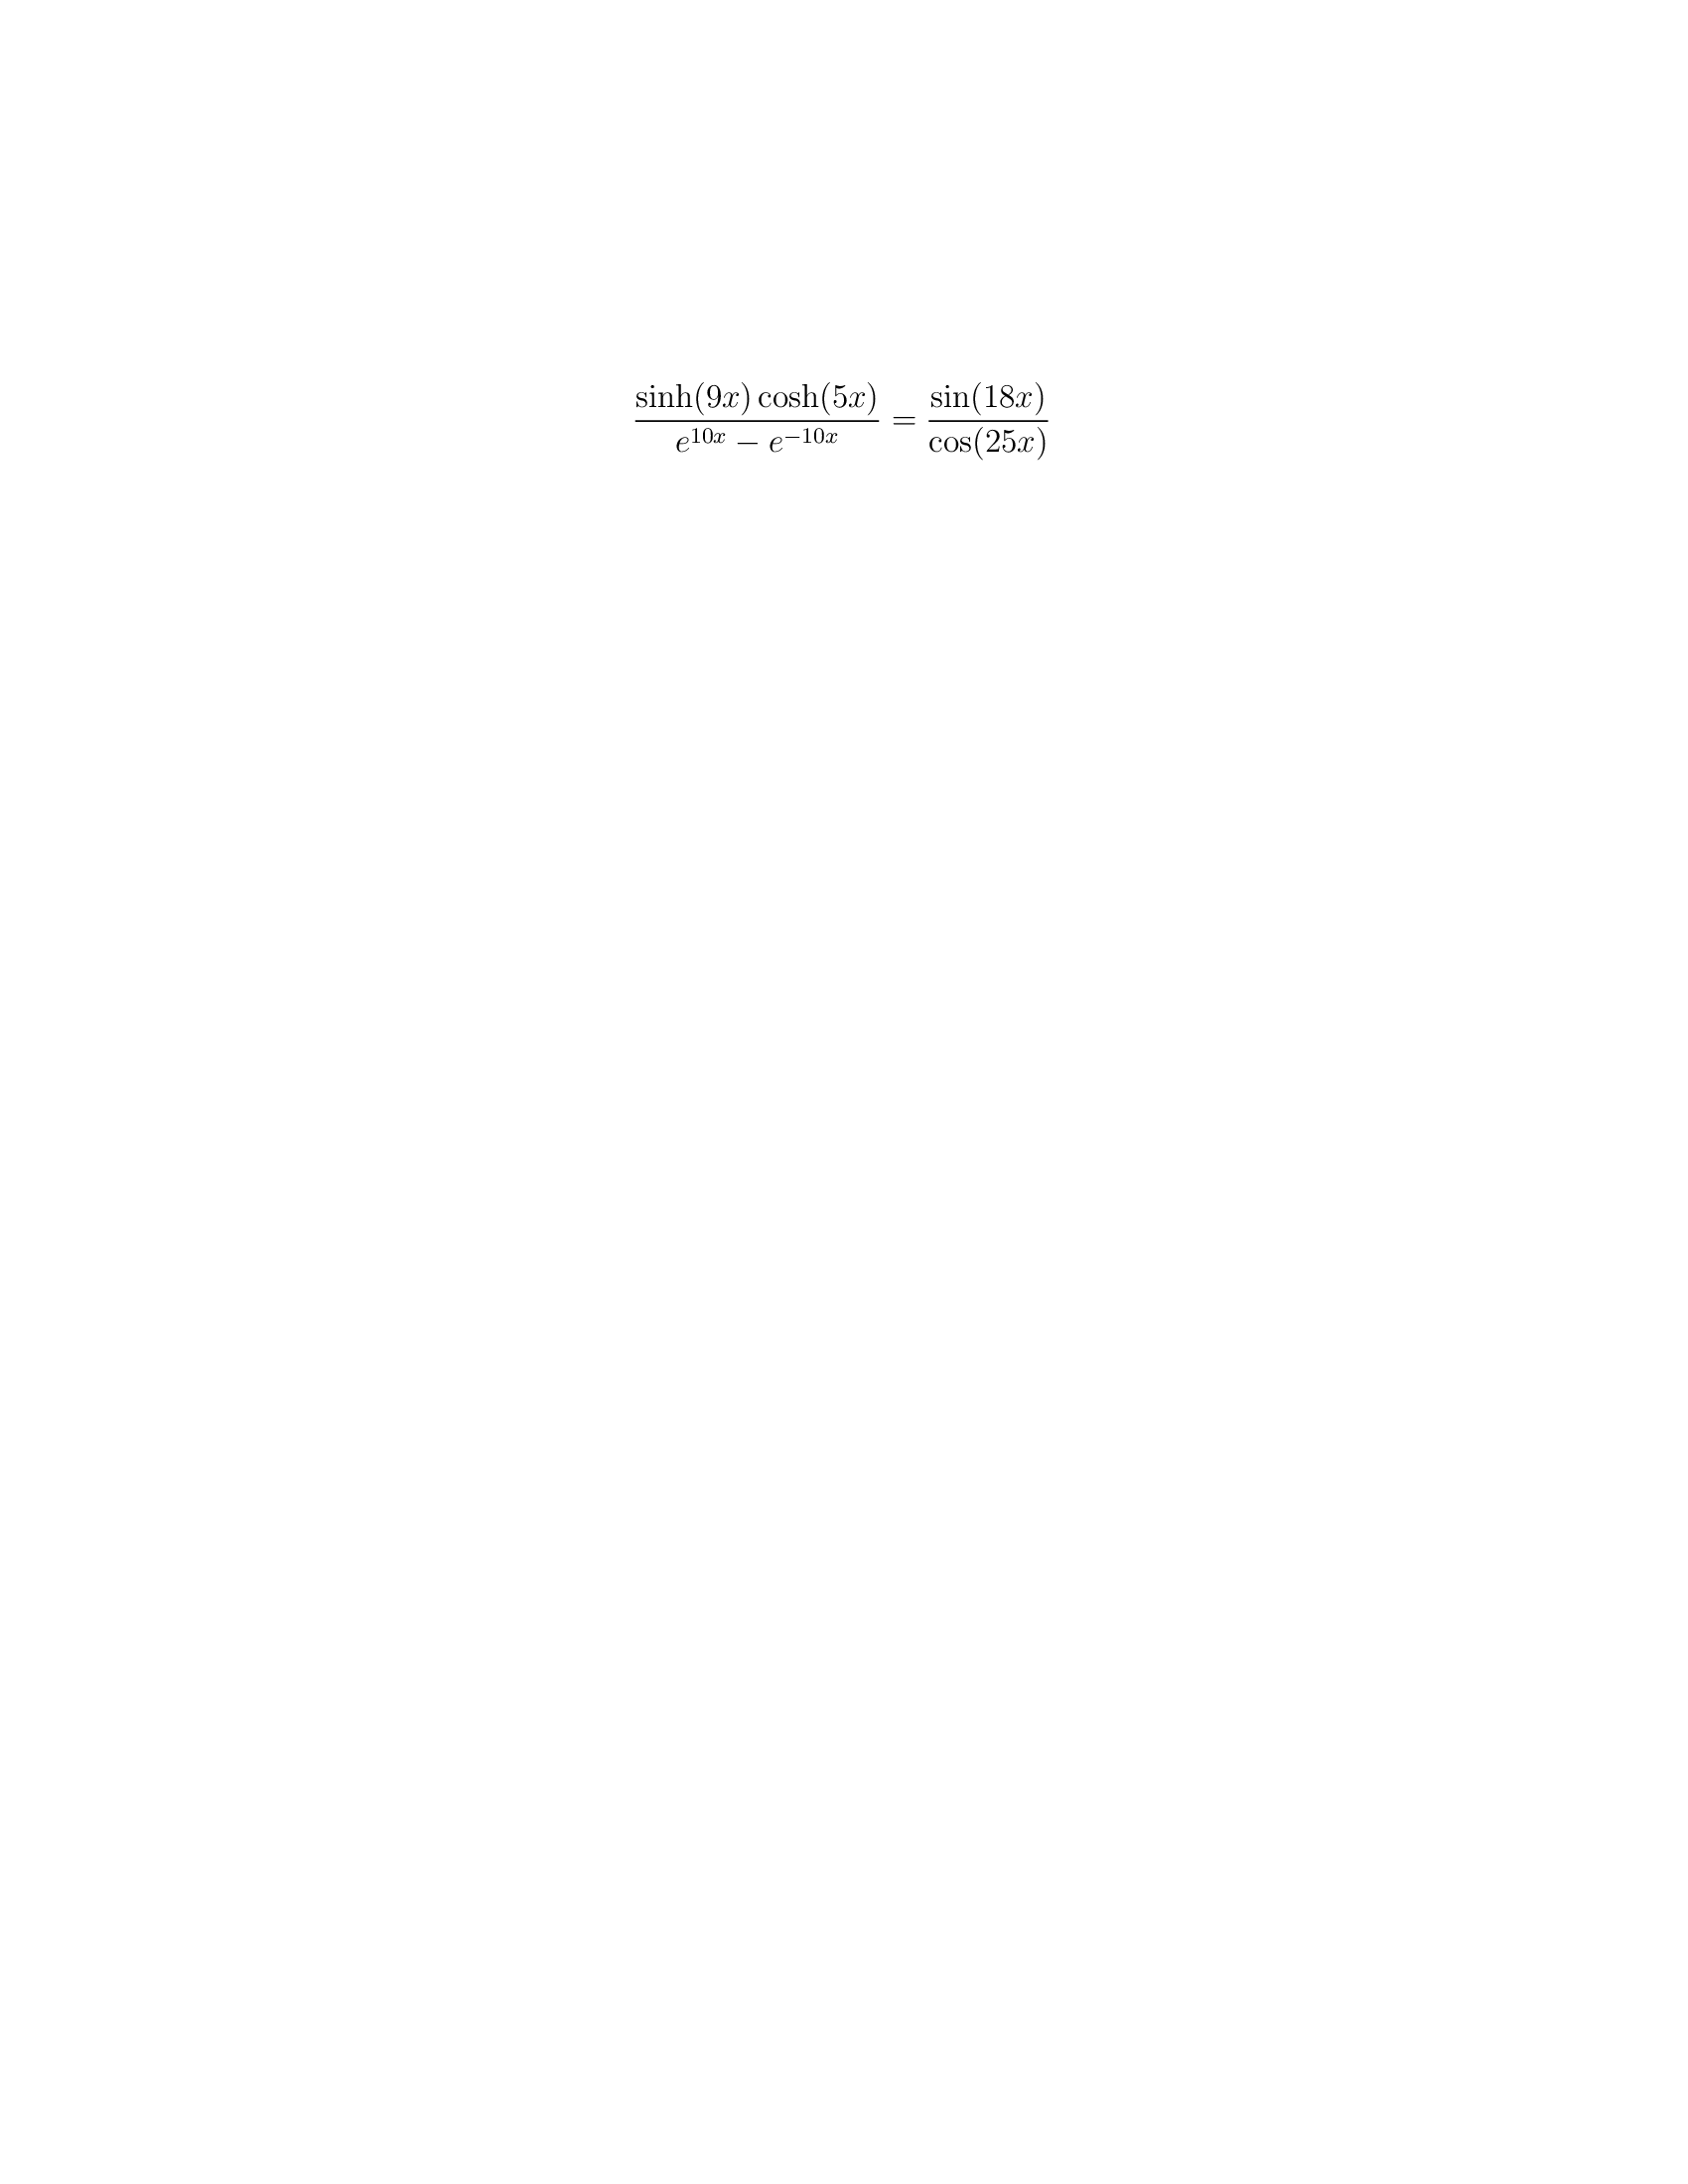 \frac{\sinh(9x)\cosh(5x)}{e^{10x} - e^{-10x}} = \frac{\sin(18x)}{\cos(25x)}